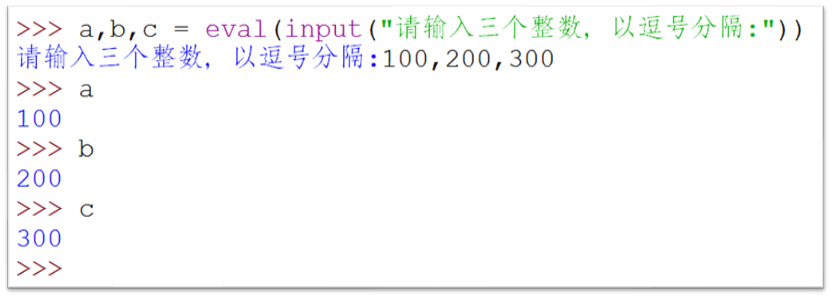 >>> a,b,c = eval(input("请输入三个整数, 以逗号分隔:"))
请输入三个整数, 以逗号分隔:100,200,300
>>> a
100
>>> b
200
>>> c
300
>>>